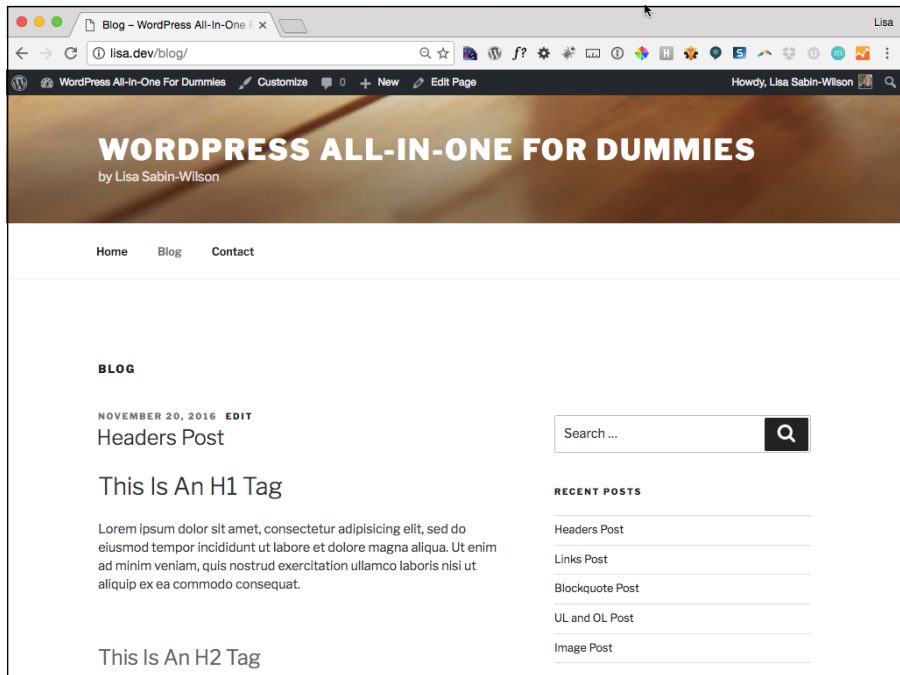 Blog – WordPress All-In-One F
Lisa
lisa.dev/blog/
WordPress All-In-One For Dummies Customize 0 New Edit Page Howdy, Lisa Sabin-Wilson
WORDPRESS ALL-IN-ONE FOR DUMMIES
by Lisa Sabin-Wilson
Home Blog Contact
BLOG
NOVEMBER 20, 2016 EDIT
Headers Post
This Is An H1 Tag
Lorem ipsum dolor sit amet, consectetur adipisicing elit, sed do
eiusmod tempor incididunt ut labore et dolore magna aliqua. Ut enim
ad minim veniam, quis nostrud exercitation ullamco laboris nisi ut
aliquip ex ea commodo consequat.
This Is An H2 Tag
Search ...
RECENT POSTS
Headers Post
Links Post
Blockquote Post
UL and OL Post
Image Post